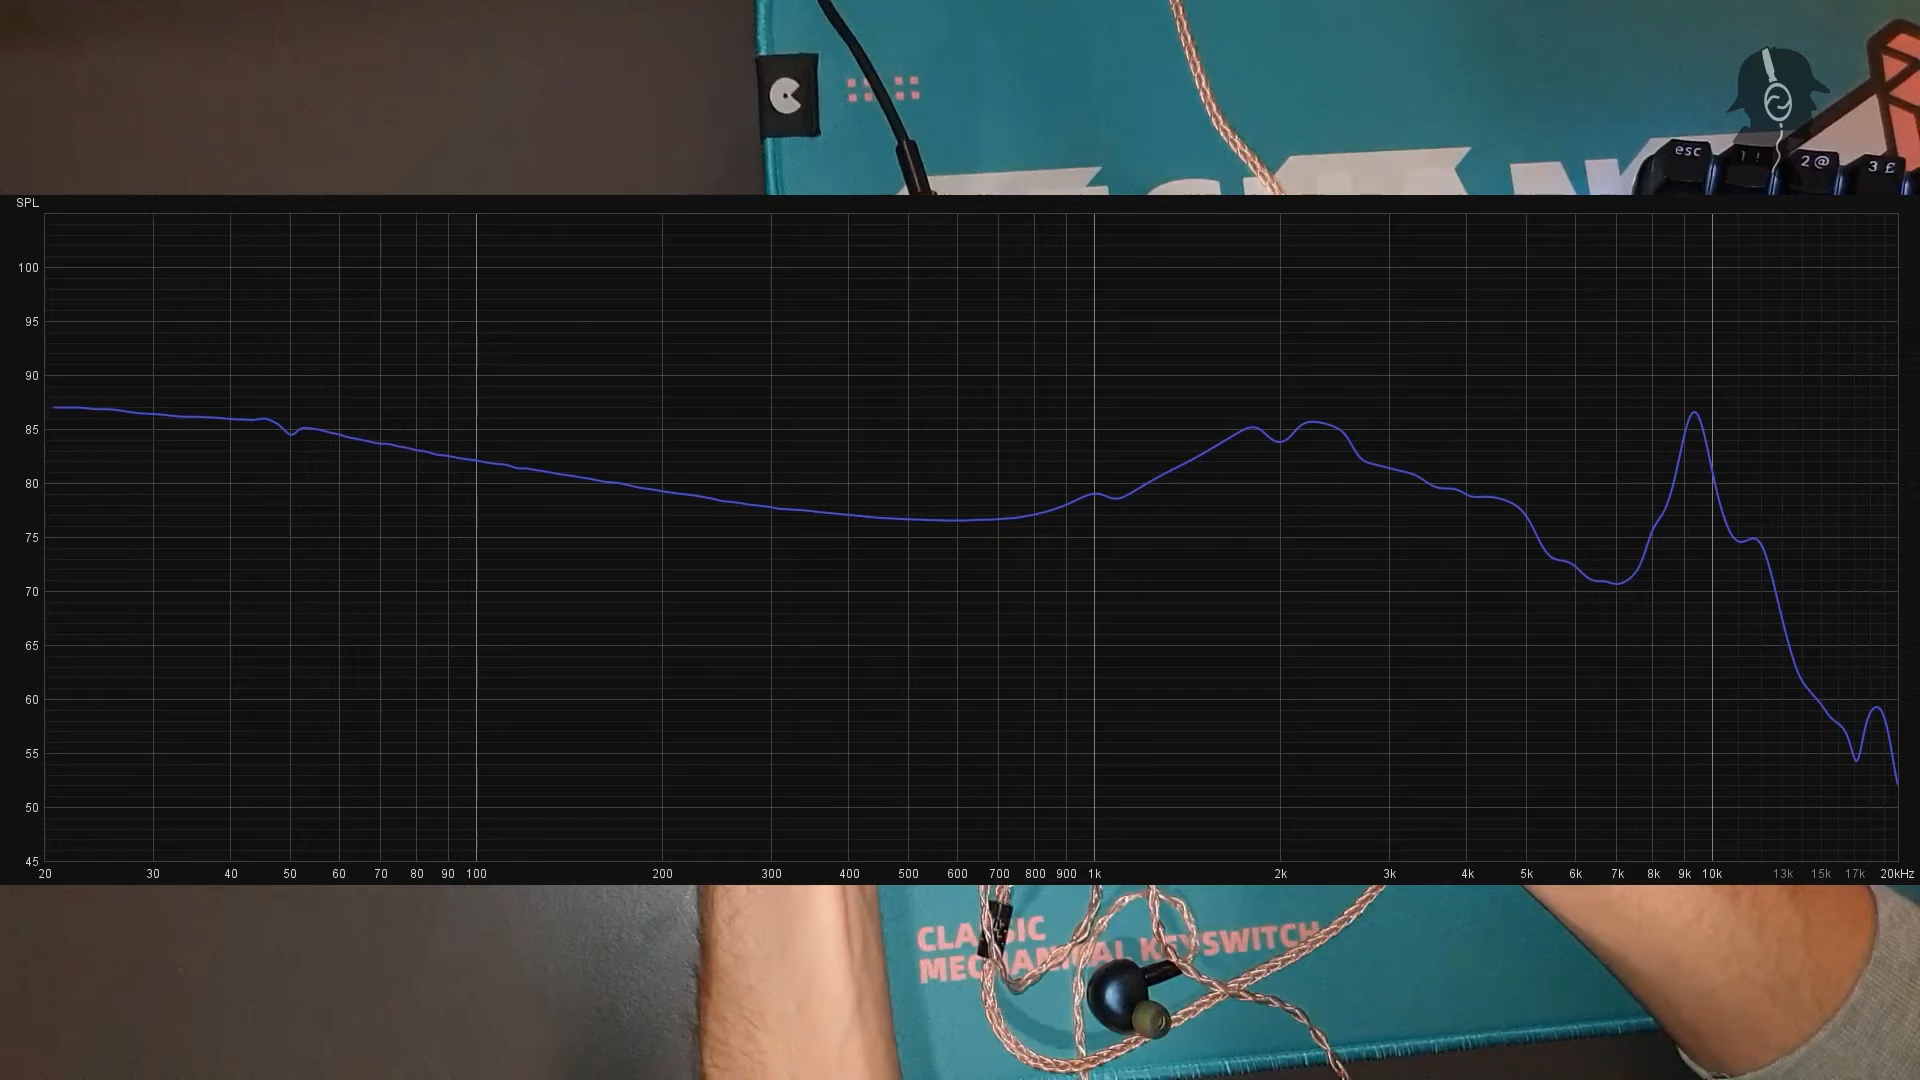 esc 1 ! 2 @ 3 £
SPL
100
95
90
85
80
75
70
65
60
55
50
45
20 30 40 50 60 70 80 90 100 200 300 400 500 600 700 800 900 1k 2k 3k 4k 5k 6k 7k 8k 9k 10k 13k 15k 17k 20kHz
CLASSIC
MECHANICAL KEYSWITCH